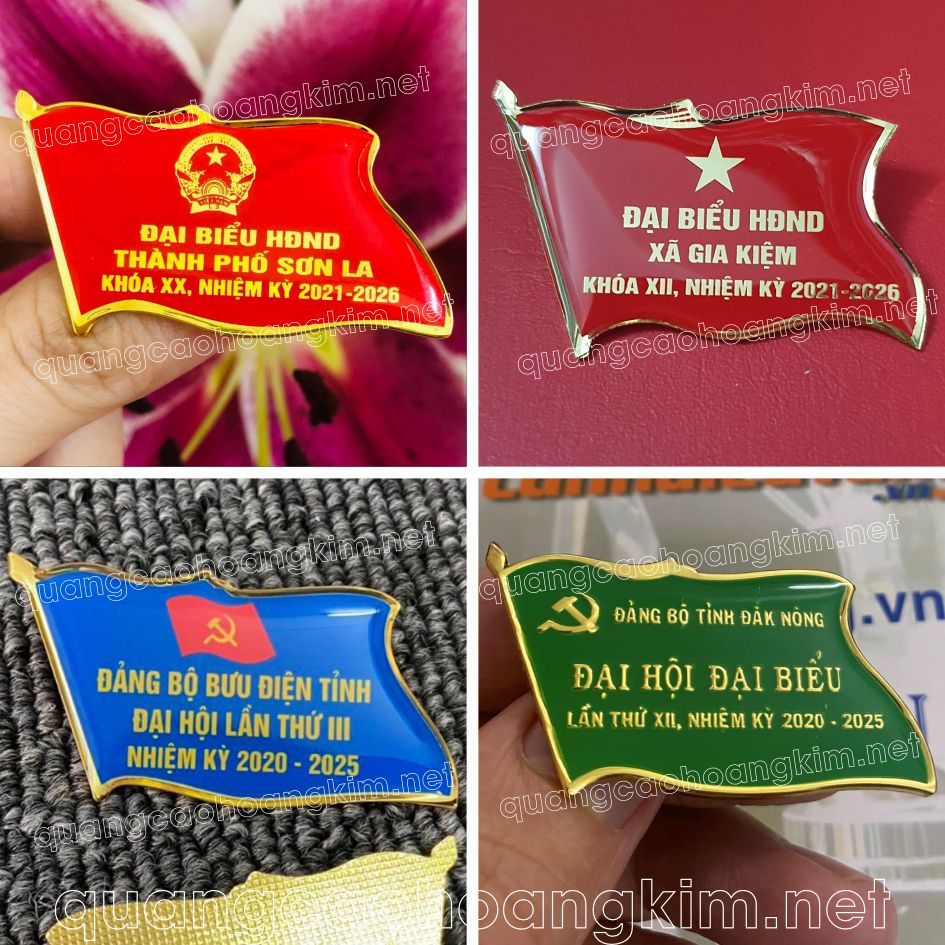 quangcaohoangkim.net
ĐẠI BIỂU HĐND
THÀNH PHỐ SƠN LA
KHÓA XX, NHIỆM KỲ 2021-2026
quangcaohoangkim.net
quangcaohoangkim.net
ĐẠI BIỂU HĐND
XÃ GIA KIỆM
KHÓA XII, NHIỆM KỲ 2021-2026
quangcaohoangkim.net
quangcaohoangkim.net
ĐẢNG BỘ BƯU ĐIỆN TỈNH
ĐẠI HỘI LẦN THỨ III
NHIỆM KỲ 2020 - 2025
quangcaohoangkim.net
.vn
quangcaohoangkim.net
.vn
ĐẢNG BỘ TỈNH ĐĂK NÔNG
ĐẠI HỘI ĐẠI BIỂU
LẦN THỨ XII, NHIỆM KỲ 2020 - 2025
quangcaohoangkim.net
quangcaohoangkim.net